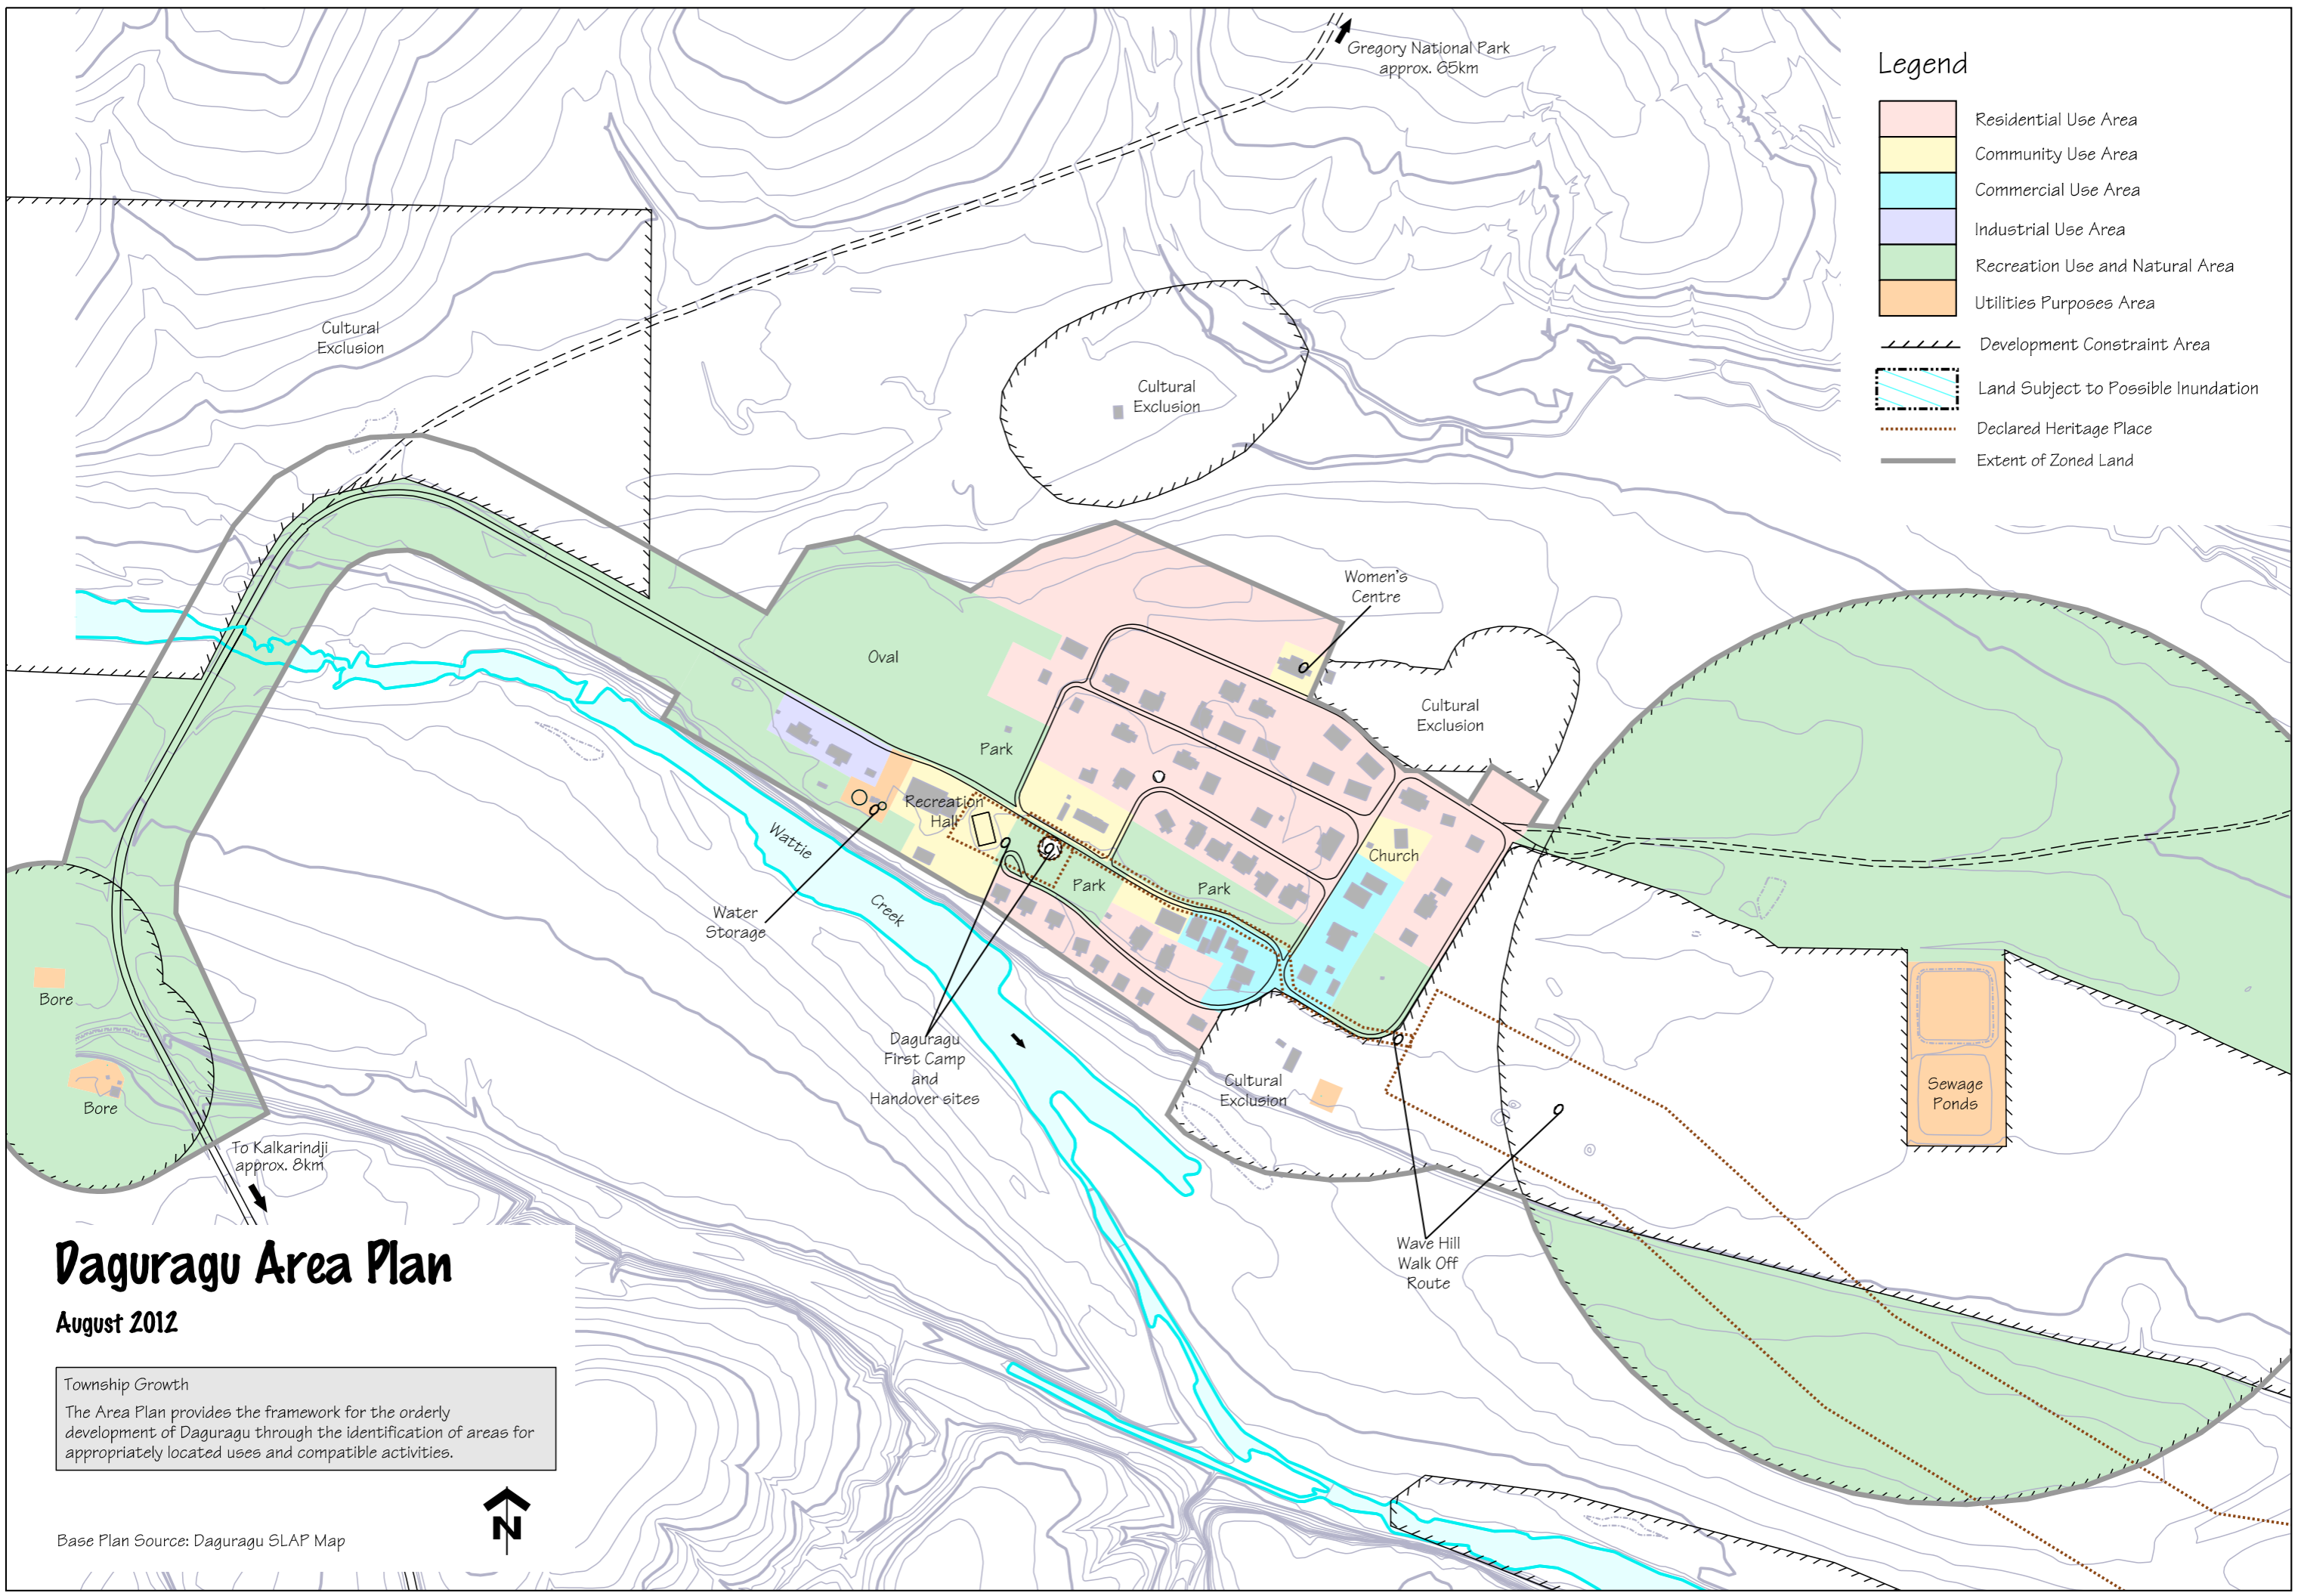 Gregory National Park
approx. 65km
Legend
Residential Use Area
Community Use Area
Commercial Use Area
Industrial Use Area
Recreation Use and Natural Area
Utilities Purposes Area
Development Constraint Area
Land Subject to Possible Inundation
Declared Heritage Place
Extent of Zoned Land
Cultural
Exclusion
Cultural
Exclusion
Women's
Centre
Oval
Cultural
Exclusion
Park
Recreation
Hall
Wattie
Creek
Church
Park
Park
Water
Storage
Bore
Bore
Daguragu
First Camp
and
Handover sites
Cultural
Exclusion
Sewage
Ponds
To Kalkarindji
approx. 8km
Wave Hill
Walk Off
Route
Daguragu Area Plan
August 2012
Township Growth
The Area Plan provides the framework for the orderly
development of Daguragu through the identification of areas for
appropriately located uses and compatible activities.
N
Base Plan Source: Daguragu SLAP Map